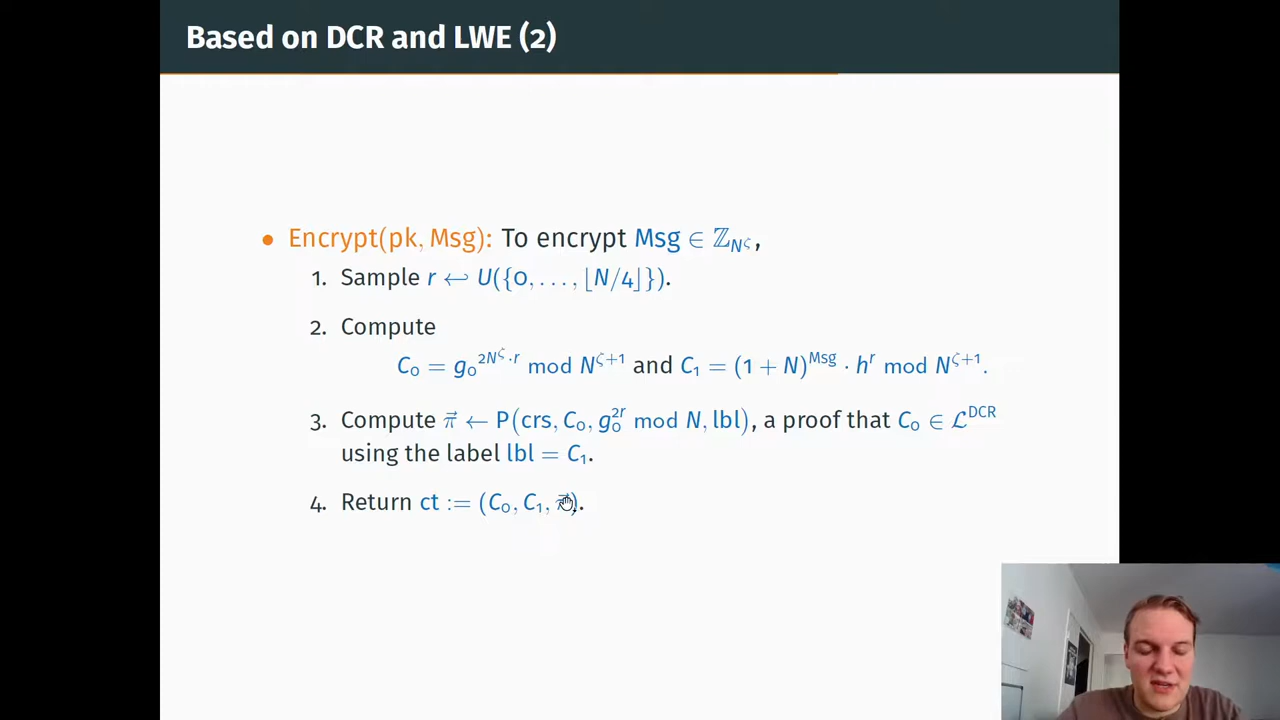 Based on DCR and LWE (2)
• Encrypt(pk, Msg): To encrypt Msg ∈ ℤ_{N^ζ},
1. Sample r ↩ U({0, . . . , ⌊N/4⌋}).
2. Compute
C₀ = g₀^{2N^ζ·r} mod N^{ζ+1} and C₁ = (1 + N)^{Msg} · h^r mod N^{ζ+1}.
3. Compute π⃗ ← P(crs, C₀, g₀^{2r} mod N, lbl), a proof that C₀ ∈ ℒ^{DCR}
using the label lbl = C₁.
4. Return ct := (C₀, C₁, π⃗).